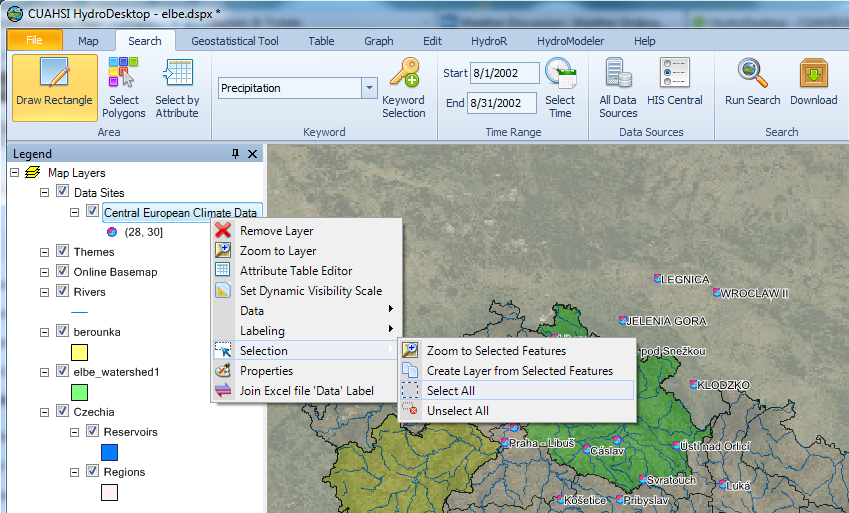 CUAHSI HydroDesktop - elbe.dspx *
File Map Search Geostatistical Tool Table Graph Edit HydroR HydroModeler Help
Draw Rectangle
Select Polygons
Select by Attribute
Area
Precipitation
Keyword Selection
Keyword
Start 8/1/2002
End 8/31/2002
Select Time
Time Range
All Data Sources
HIS Central
Data Sources
Run Search
Download
Search
Legend
Map Layers
Data Sites
Central European Climate Data
(28, 30]
Themes
Online Basemap
Rivers
berounka
elbe_watershed1
Czechia
Reservoirs
Regions
Remove Layer
Zoom to Layer
Attribute Table Editor
Set Dynamic Visibility Scale
Data
Labeling
Selection
Properties
Join Excel file 'Data' Label
Zoom to Selected Features
Create Layer from Selected Features
Select All
Unselect All
LEGNICA
WROCLAW II
JELENIA GORA
pod Snežkou
KLODZKO
Praha - Libuš
Cáslav
Ústí nad Orlicí
Svratouch
Luká
Košetice
Pribyslav